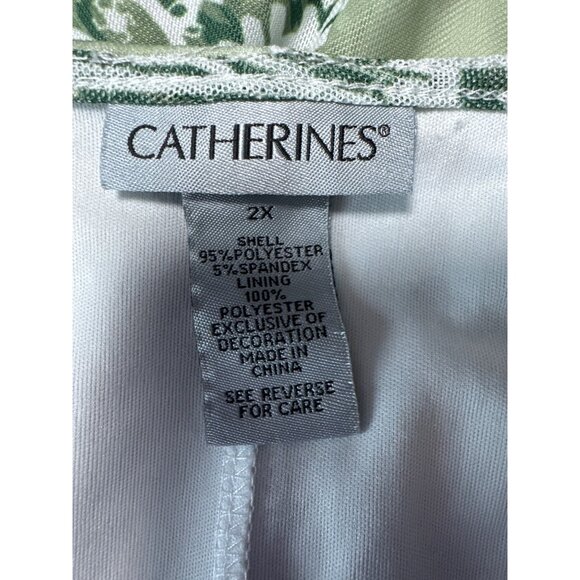 CATHERINES®
2X
SHELL
95%POLYESTER
5%SPANDEX
LINING
100%
POLYESTER
EXCLUSIVE OF
DECORATION
MADE IN
CHINA
SEE REVERSE
FOR CARE